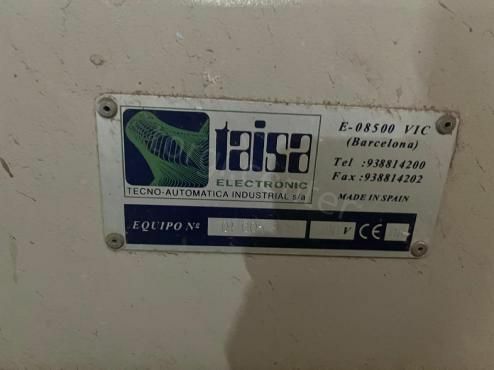 taisa
ELECTRONIC
TECNO-AUTOMATICA INDUSTRIAL s/a
E-08500 VIC
(Barcelona)
Tel :938814200
Fax :938814202
MADE IN SPAIN
EQUIPO Nº
V CE